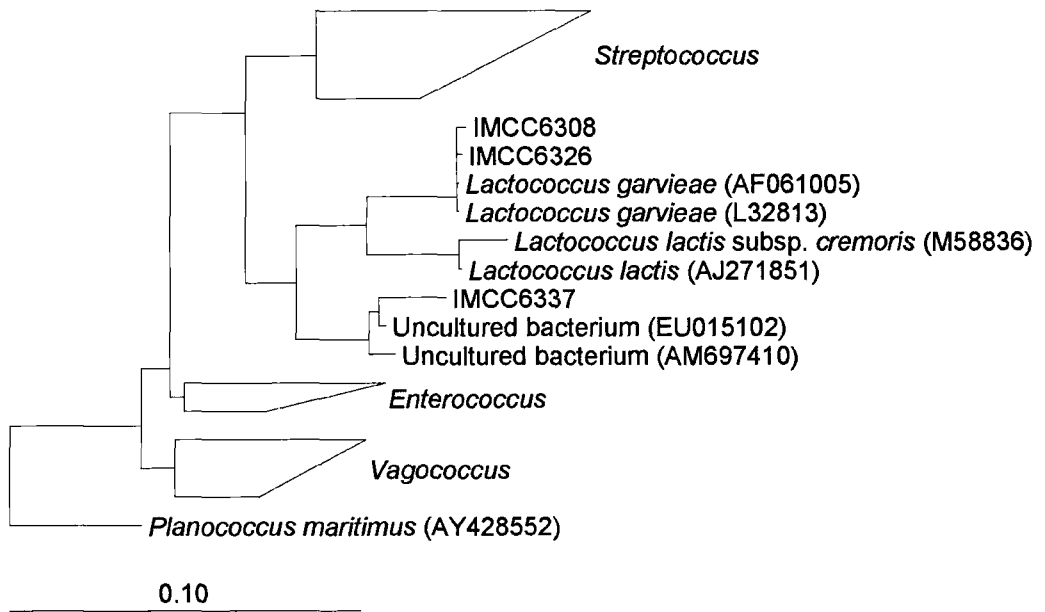 Streptococcus
IMCC6308
IMCC6326
Lactococcus garvieae (AF061005)
Lactococcus garvieae (L32813)
Lactococcus lactis subsp. cremoris (M58836)
Lactococcus lactis (AJ271851)
IMCC6337
Uncultured bacterium (EU015102)
Uncultured bacterium (AM697410)
Enterococcus
Vagococcus
Planococcus maritimus (AY428552)
0.10